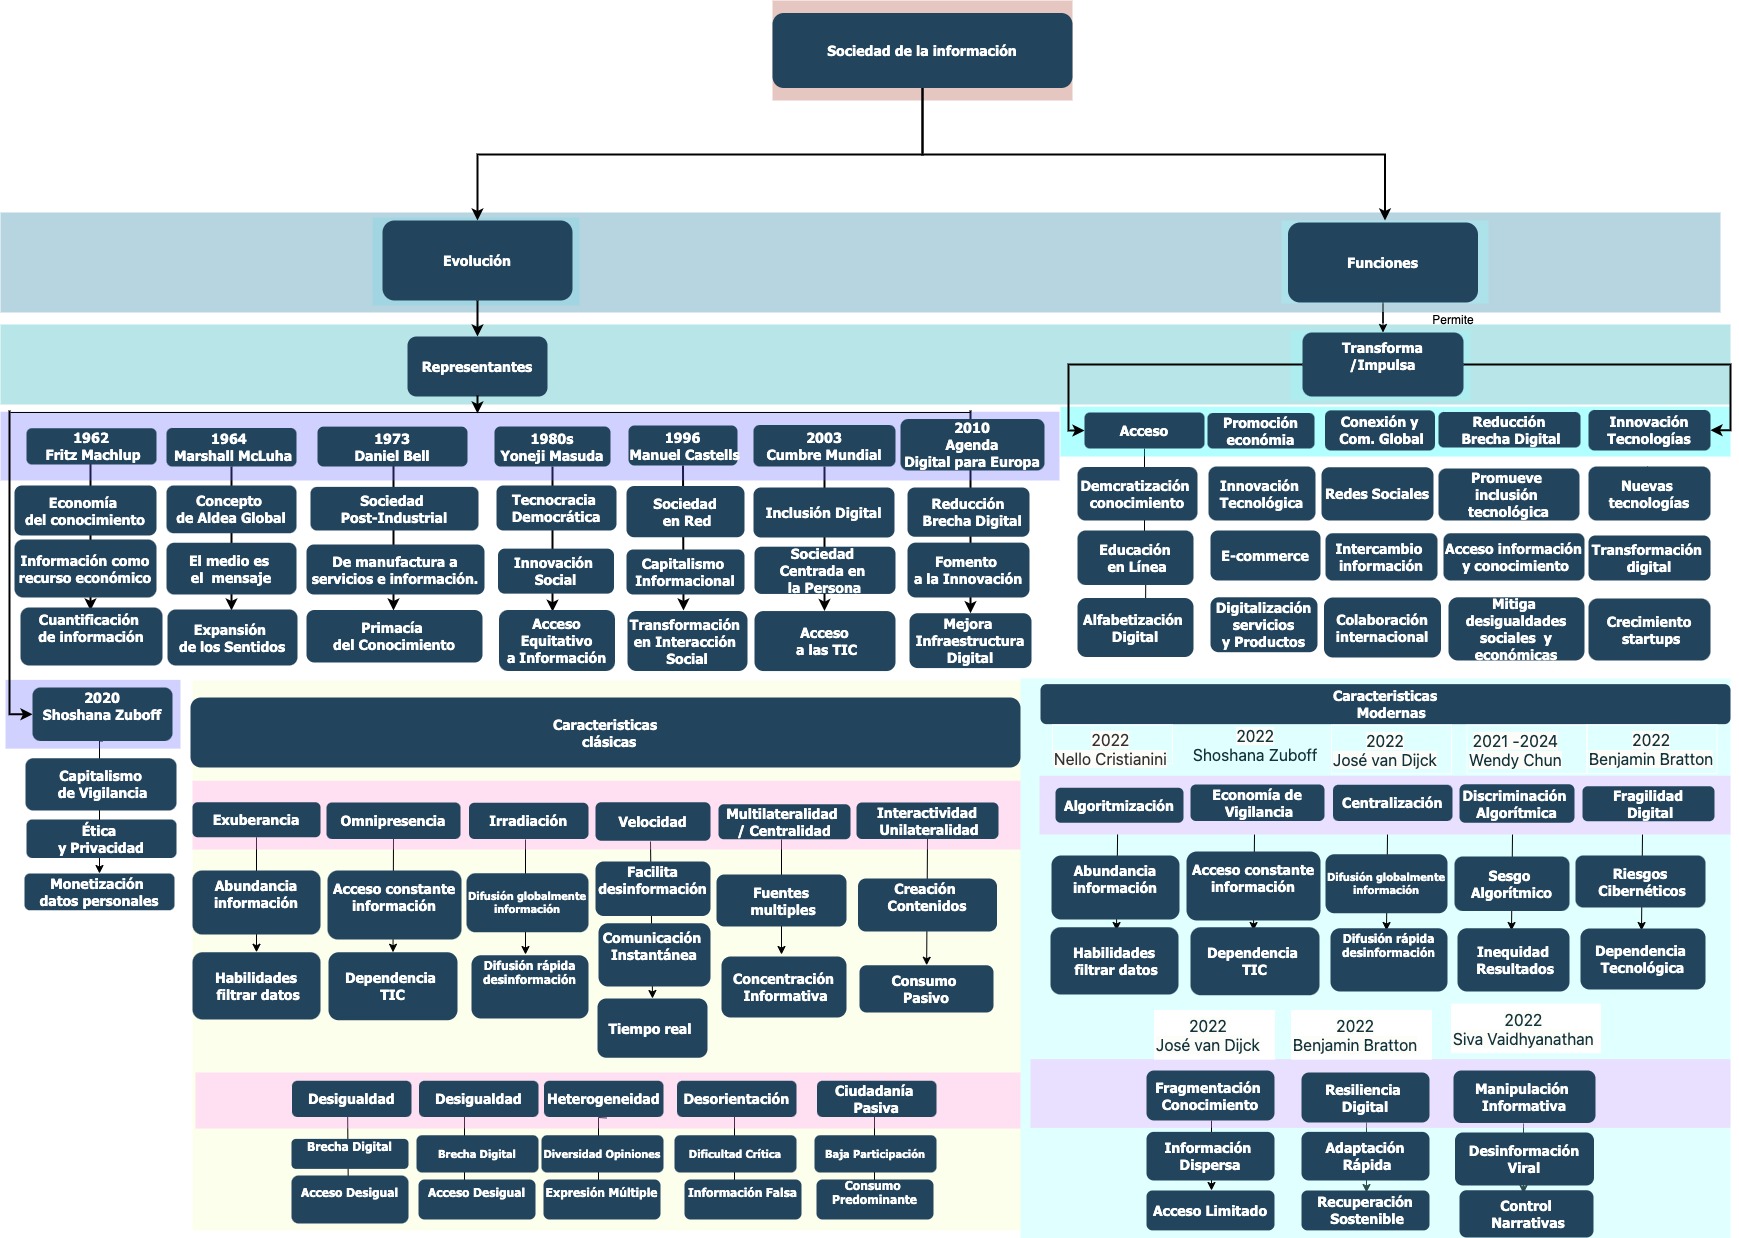 Sociedad de la información
Evolución
Funciones
Permite
Representantes
Transforma
/Impulsa
1962
Fritz Machlup
1964
Marshall McLuha
1973
Daniel Bell
1980s
Yoneji Masuda
1996
Manuel Castells
2003
Cumbre Mundial
2010
Agenda
Digital para Europa
Acceso
Promoción
económia
Conexión y
Com. Global
Reducción
Brecha Digital
Innovación
Tecnologías
Economía
del conocimiento
Concepto
de Aldea Global
Sociedad
Post-Industrial
Tecnocracia
Democrática
Sociedad
en Red
Inclusión Digital
Reducción
Brecha Digital
Demcratización
conocimiento
Innovación
Tecnológica
Redes Sociales
Promueve
inclusión
tecnológica
Nuevas
tecnologías
Información como
recurso económico
El medio es
el mensaje
De manufactura a
servicios e información.
Innovación
Social
Capitalismo
Informacional
Sociedad
Centrada en
la Persona
Fomento
a la Innovación
Educación
en Línea
E-commerce
Intercambio
información
Acceso información
y conocimiento
Transformación
digital
Cuantificación
de información
Expansión
de los Sentidos
Primacía
del Conocimiento
Acceso
Equitativo
a Información
Transformación
en Interacción
Social
Acceso
a las TIC
Mejora
Infraestructura
Digital
Alfabetización
Digital
Digitalización
servicios
y Productos
Colaboración
internacional
Mitiga
desigualdades
sociales y
económicas
Crecimiento
startups
2020
Shoshana Zuboff
Capitalismo
de Vigilancia
Ética
y Privacidad
Monetización
datos personales
Caracteristicas
clásicas
Exuberancia
Omnipresencia
Irradiación
Velocidad
Multilateralidad
/ Centralidad
Interactividad
Unilateralidad
Abundancia
información
Acceso constante
información
Difusión globalmente
información
Facilita
desinformación
Fuentes
multiples
Creación
Contenidos
Habilidades
filtrar datos
Dependencia
TIC
Difusión rápida
desinformación
Comunicación
Instantánea
Concentración
Informativa
Consumo
Pasivo
Tiempo real
Desigualdad
Desigualdad
Heterogeneidad
Desorientación
Ciudadanía
Pasiva
Brecha Digital
Brecha Digital
Diversidad Opiniones
Dificultad Crítica
Baja Participación
Acceso Desigual
Acceso Desigual
Expresión Múltiple
Información Falsa
Consumo
Predominante
Caracteristicas
Modernas
2022
Nello Cristianini
2022
Shoshana Zuboff
2022
José van Dijck
2021 -2024
Wendy Chun
2022
Benjamin Bratton
Algoritmización
Economía de
Vigilancia
Centralización
Discriminación
Algorítmica
Fragilidad
Digital
Abundancia
información
Acceso constante
información
Difusión globalmente
información
Sesgo
Algorítmico
Riesgos
Cibernéticos
Habilidades
filtrar datos
Dependencia
TIC
Difusión rápida
desinformación
Inequidad
Resultados
Dependencia
Tecnológica
2022
José van Dijck
2022
Benjamin Bratton
2022
Siva Vaidhyanathan
Fragmentación
Conocimiento
Resiliencia
Digital
Manipulación
Informativa
Información
Dispersa
Adaptación
Rápida
Desinformación
Viral
Acceso Limitado
Recuperación
Sostenible
Control
Narrativas